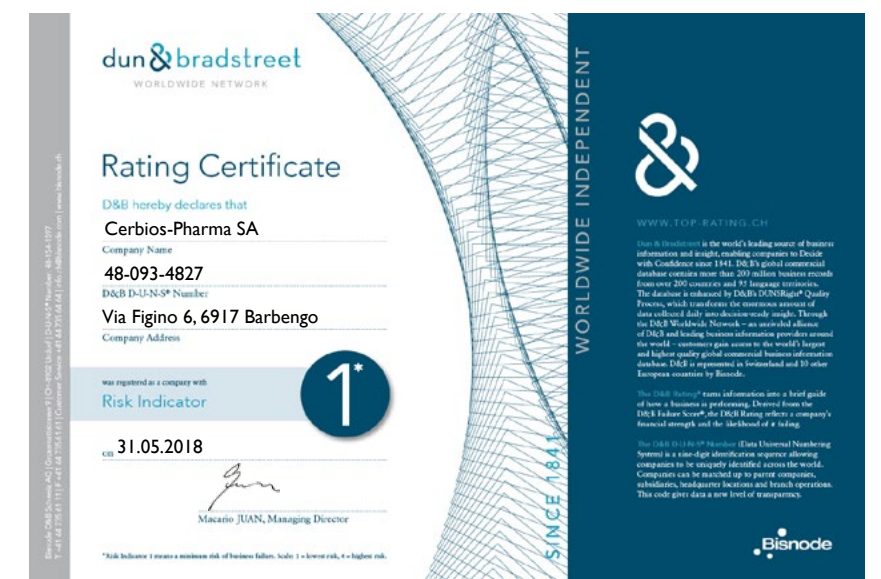 dun & bradstreet
WORLDWIDE NETWORK
Rating Certificate
D&B hereby declares that
Cerbios-Pharma SA
Company Name
48-093-4827
D&B D-U-N-S® Number
Via Figino 6, 6917 Barbengo
Company Address
was registered as a company with
Risk Indicator
1*
on 31.05.2018
Macario JUAN, Managing Director
*Risk Indicator 1 means a minimum risk of business failure. Scale: 1 = lowest risk, 4 = highest risk.
SINCE 1841
WORLDWIDE INDEPENDENT
&
WWW.TOP-RATING.CH
Dun & Bradstreet is the world's leading source of business
information and insight, enabling companies to Decide
with Confidence since 1841. D&B's global commercial
database contains more than 200 million business records
from over 200 countries and 95 language territories.
The database is enhanced by D&B's DUNSRight® Quality
Process, which transforms the enormous amount of
data collected daily into decision-ready insight. Through
the D&B Worldwide Network – an unrivaled alliance
of D&B and leading business information providers around
the world – customers gain access to the world's largest
and highest quality global commercial business information
database. D&B is represented in Switzerland and 10 other
European countries by Bisnode.
The D&B Rating® turns information into a brief guide
of how a business is performing. Derived from the
D&B Failure Score®, the D&B Rating reflects a company's
financial strength and the likelihood of it failing.
The D&B D-U-N-S® Number (Data Universal Numbering
System) is a nine-digit identification sequence allowing
companies to be uniquely identified across the world.
Companies can be matched up to parent companies,
subsidiaries, headquarter locations and branch operations.
This code gives data a new level of transparency.
Bisnode